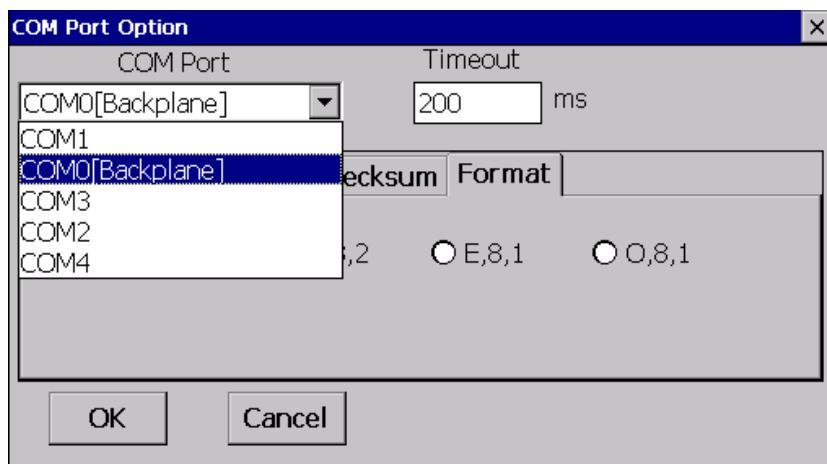 COM Port Option
COM Port Timeout
COM0[Backplane] 200 ms
COM1
COM0[Backplane]
COM3
COM2
COM4
ecksum Format
,2 E,8,1 O,8,1
OK Cancel